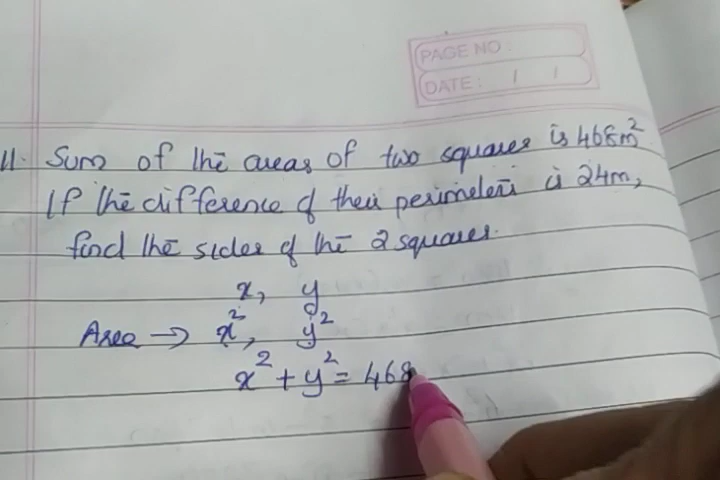 PAGE NO :
DATE : / /
11. Sum of the areas of two squares is 468m²
If the difference of their perimeters is 24m,
find the sides of the 2 squares.
x, y
Area → x², y²
x² + y² = 468